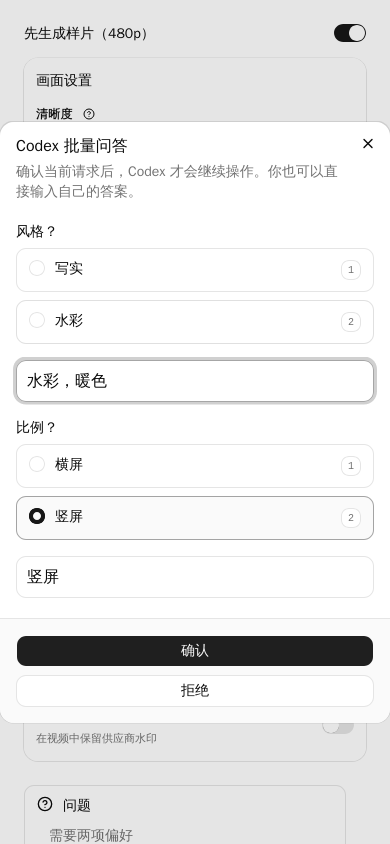 先生成样片（480p）
画面设置
清晰度
Codex 批量问答
确认当前请求后，Codex 才会继续操作。你也可以直
接输入自己的答案。
风格？
写实 1
水彩 2
水彩，暖色
比例？
横屏 1
竖屏 2
竖屏
确认
拒绝
在视频中保留供应商水印
问题
需要两项偏好